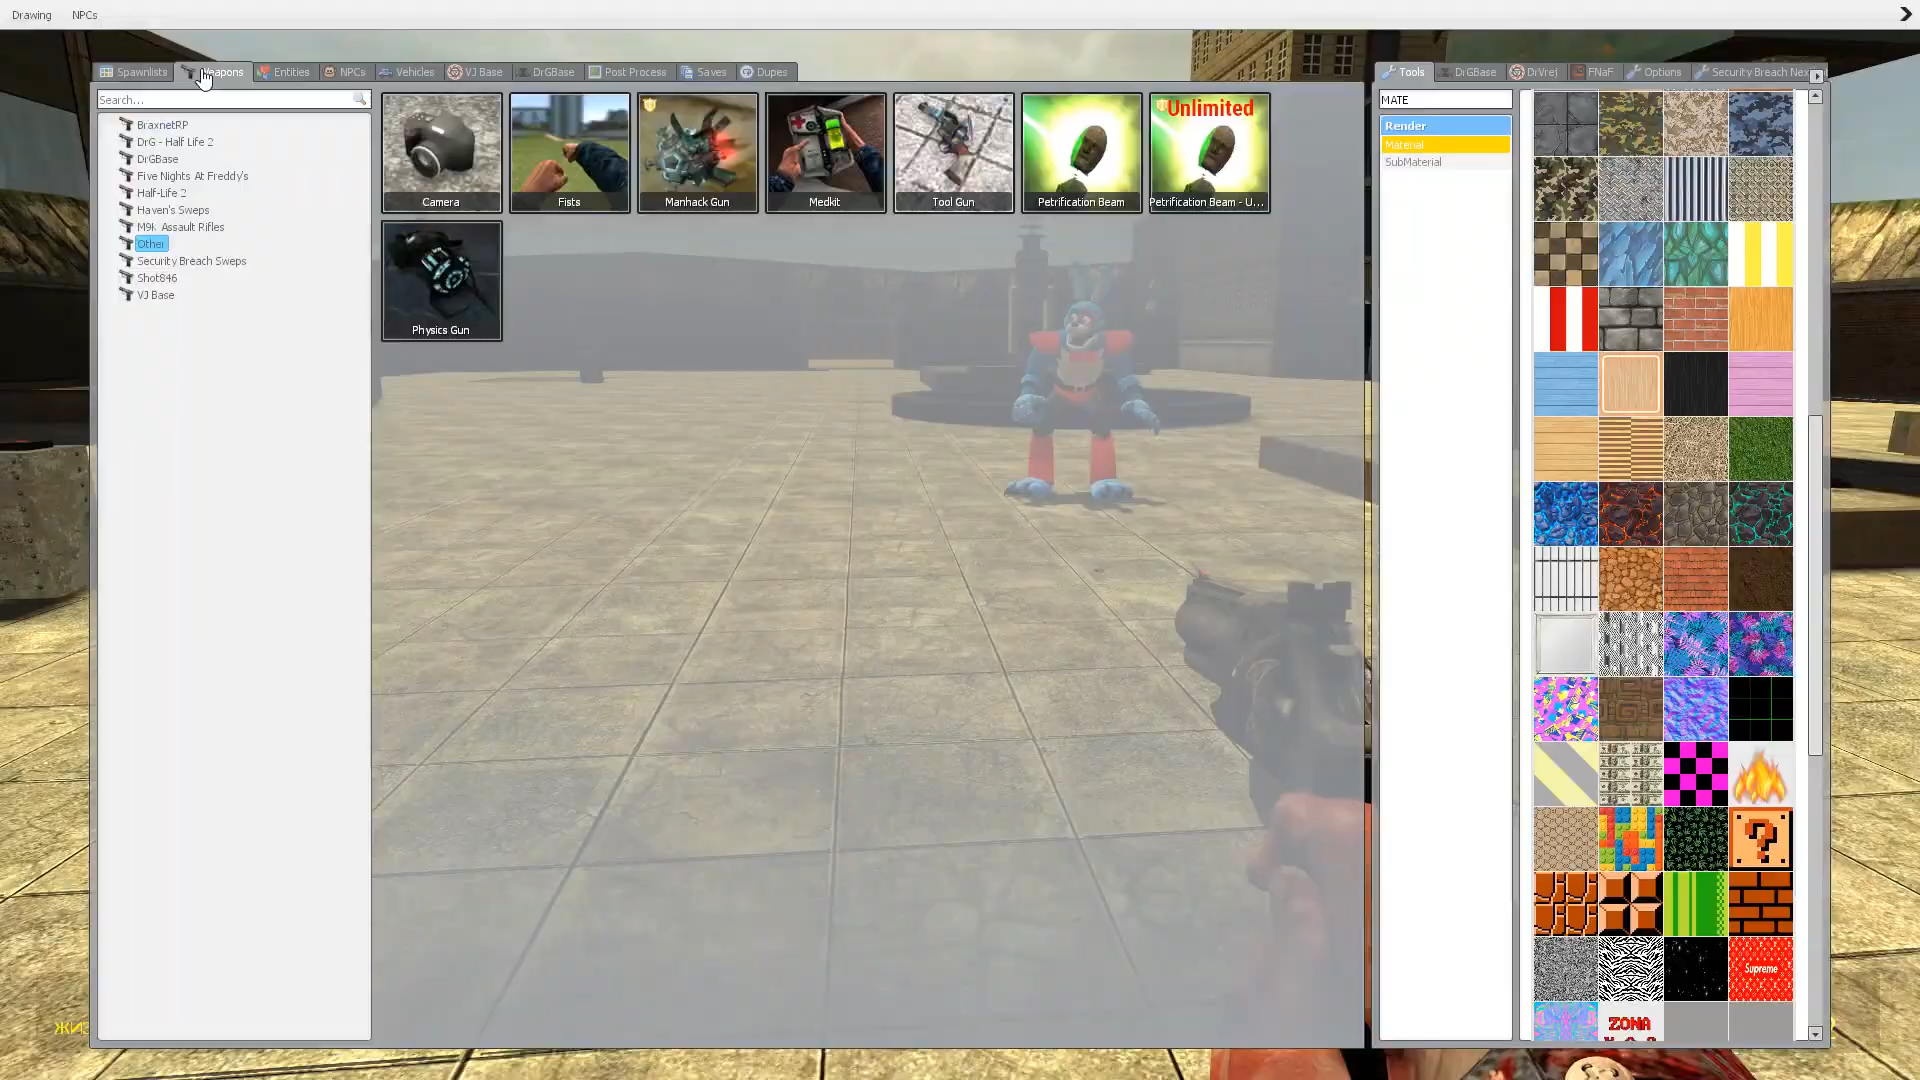 Drawing NPCs
Spawnlists Weapons Entities NPCs Vehicles VJ Base DrGBase Post Process Saves Dupes
Search...
BraxnetRP
DrG - Half Life 2
DrGBase
Five Nights At Freddy's
Half-Life 2
Haven's Sweps
M9k Assault Rifles
Other
Security Breach Sweps
Shot846
VJ Base
Camera
Fists
Manhack Gun
Medkit
Tool Gun
Petrification Beam
Unlimited
Petrification Beam - U...
Physics Gun
Tools DrGBase DrVrej FNaF Options Security Breach Nex
MATE
Render
Material
SubMaterial
?
Supreme
ZONA